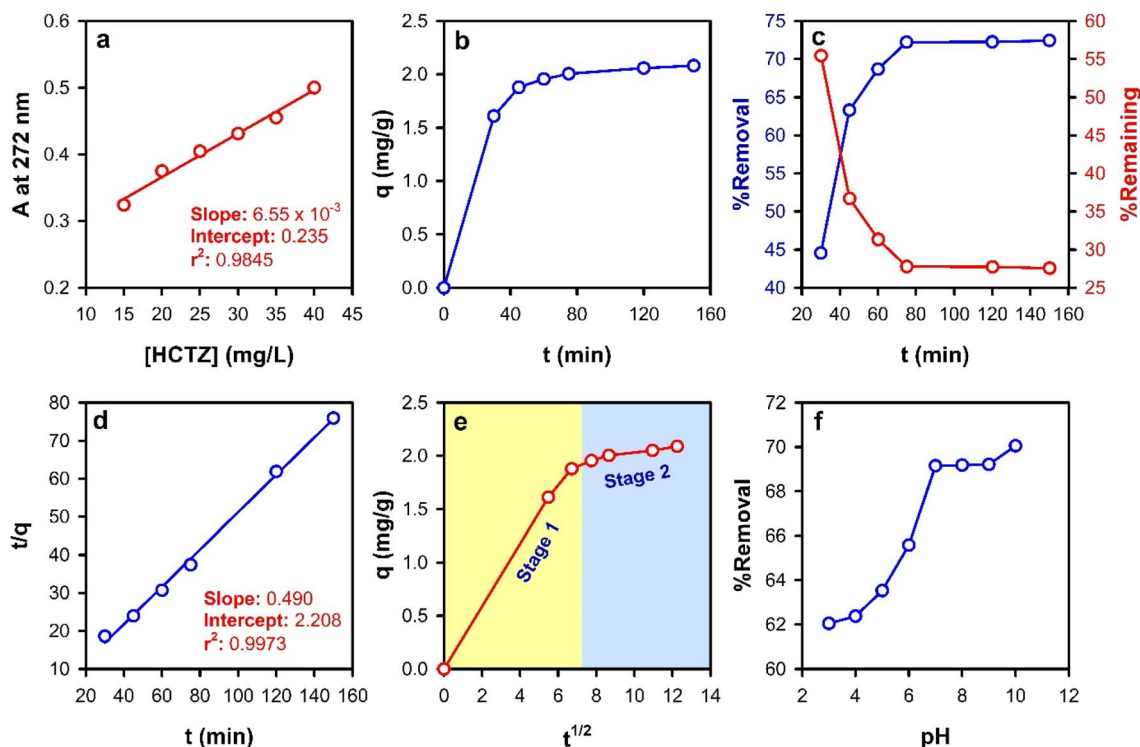 a
A at 272 nm
0.6
0.5
0.4
0.3
0.2
10 15 20 25 30 35 40 45
[HCTZ] (mg/L)
Slope: 6.55 x 10⁻³
Intercept: 0.235
r²: 0.9845
b
q (mg/g)
2.5
2.0
1.5
1.0
0.5
0.0
0 40 80 120 160
t (min)
c
%Removal
75
70
65
60
55
50
45
40
20 40 60 80 100 120 140 160
t (min)
60
55
50
45
40
35
30
25
%Remaining
d
t/q
80
70
60
50
40
30
20
10
20 40 60 80 100 120 140 160
t (min)
Slope: 0.490
Intercept: 2.208
r²: 0.9973
e
q (mg/g)
2.5
2.0
1.5
1.0
0.5
0.0
0 2 4 6 8 10 12 14
t¹/²
Stage 1
Stage 2
f
%Removal
72
70
68
66
64
62
60
2 4 6 8 10 12
pH